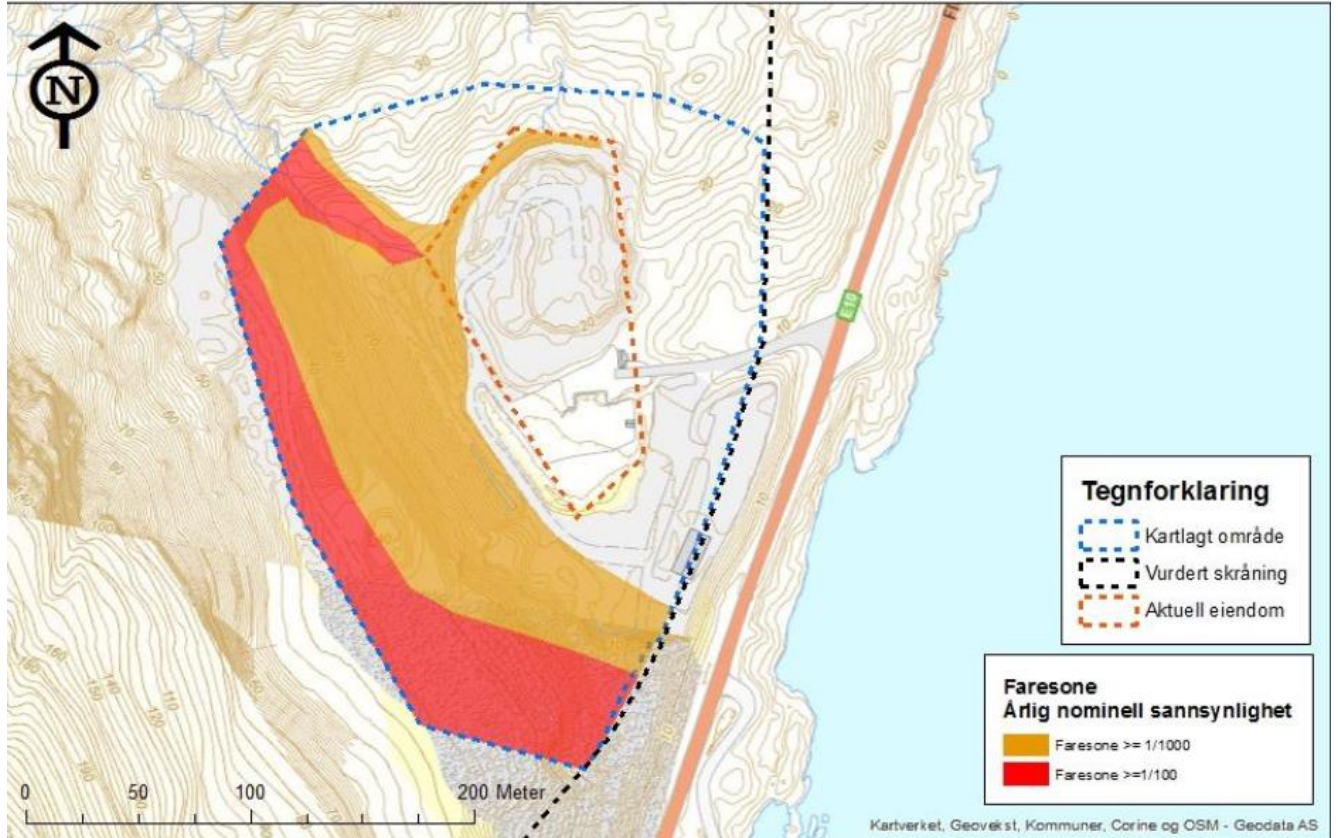 N
E10
Tegnforklaring
Kartlagt område
Vurdert skråning
Aktuell eiendom
Faresone
Årlig nominell sannsynlighet
Faresone >= 1/1000
Faresone >=1/100
0 50 100 200 Meter
Kartverket, Geovekst, Kommuner, Corine og OSM - Geodata AS